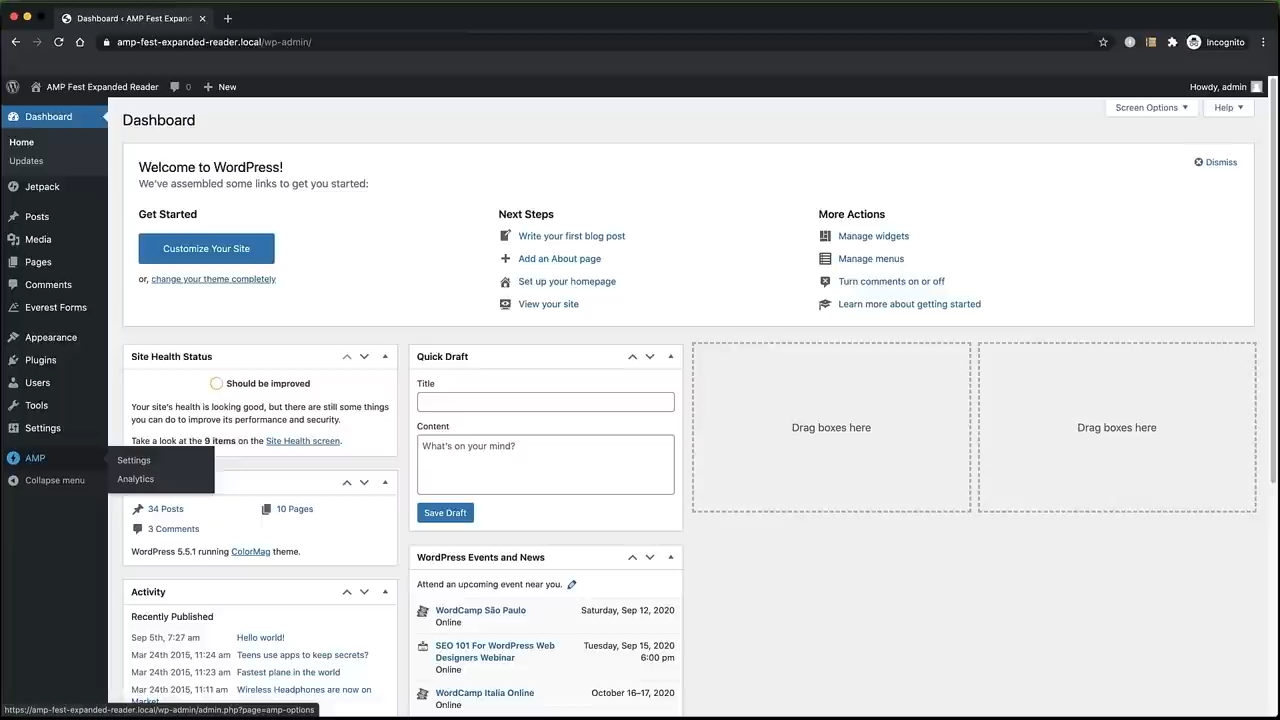 Dashboard ‹ AMP Fest Expand
amp-fest-expanded-reader.local/wp-admin/
Incognito
AMP Fest Expanded Reader
0
New
Howdy, admin
Dashboard
Home
Updates
Jetpack
Posts
Media
Pages
Comments
Everest Forms
Appearance
Plugins
Users
Tools
Settings
AMP
Collapse menu
Settings
Analytics
Screen Options
Help
Dashboard
Welcome to WordPress!
We've assembled some links to get you started:
Dismiss
Get Started
Customize Your Site
or, change your theme completely
Next Steps
Write your first blog post
Add an About page
Set up your homepage
View your site
More Actions
Manage widgets
Manage menus
Turn comments on or off
Learn more about getting started
Site Health Status
Should be improved
Your site's health is looking good, but there are still some things
you can do to improve its performance and security.
Take a look at the 9 items on the Site Health screen.
34 Posts
10 Pages
3 Comments
WordPress 5.5.1 running ColorMag theme.
Activity
Recently Published
Sep 5th, 7:27 am Hello world!
Mar 24th 2015, 11:24 am Teens use apps to keep secrets?
Mar 24th 2015, 11:23 am Fastest plane in the world
Mar 24th 2015, 11:11 am Wireless Headphones are now on
Market
Quick Draft
Title
Content
What's on your mind?
Save Draft
WordPress Events and News
Attend an upcoming event near you.
WordCamp São Paulo Saturday, Sep 12, 2020
Online
SEO 101 For WordPress Web Tuesday, Sep 15, 2020
Designers Webinar 6:00 pm
Online
WordCamp Italia Online October 16–17, 2020
Online
Drag boxes here
Drag boxes here
https://amp-fest-expanded-reader.local/wp-admin/admin.php?page=amp-options